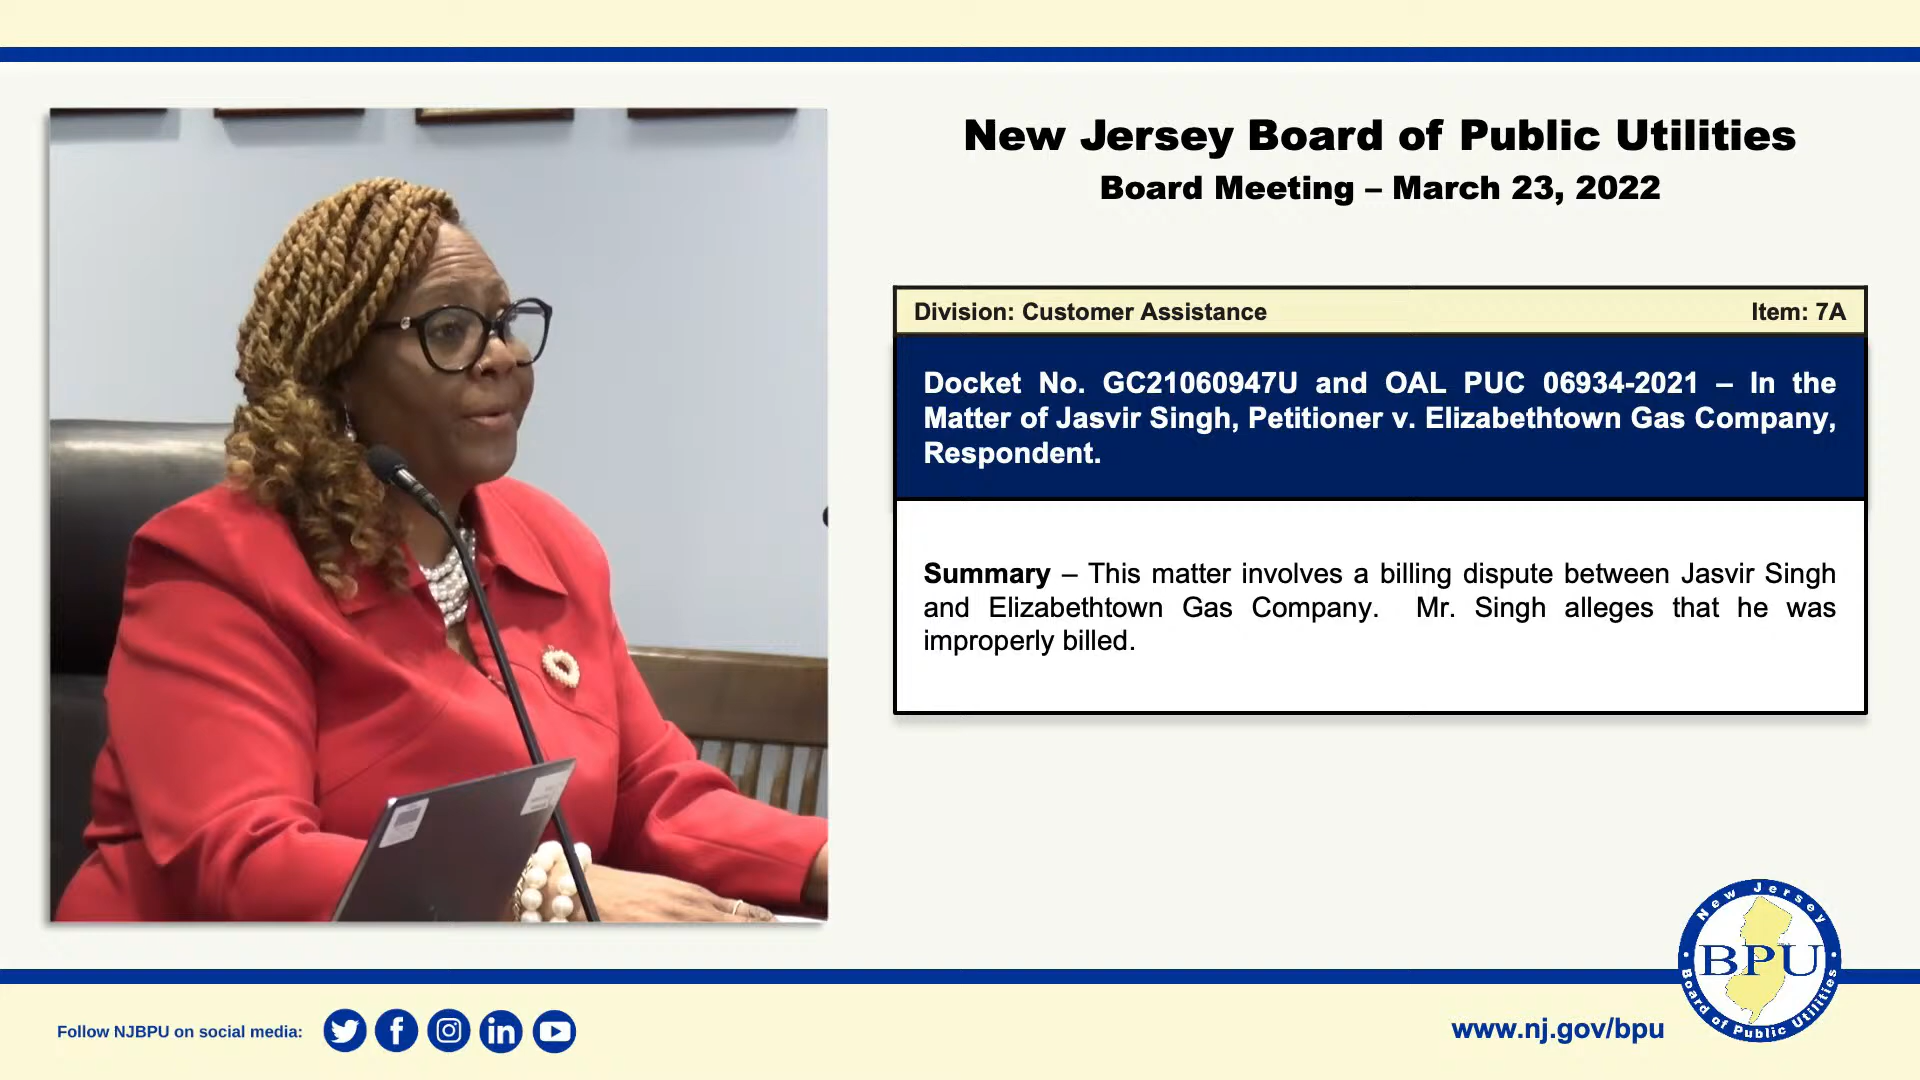 New Jersey Board of Public Utilities
Board Meeting – March 23, 2022
Division: Customer Assistance
Item: 7A
Docket No. GC21060947U and OAL PUC 06934-2021 – In the
Matter of Jasvir Singh, Petitioner v. Elizabethtown Gas Company,
Respondent.
Summary – This matter involves a billing dispute between Jasvir Singh
and Elizabethtown Gas Company. Mr. Singh alleges that he was
improperly billed.
Follow NJBPU on social media:
www.nj.gov/bpu
New Jersey
BPU
Board of Public Utilities